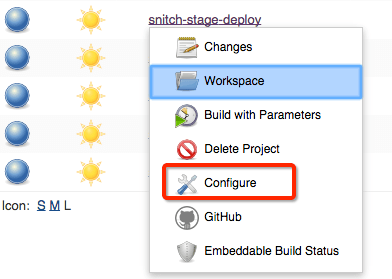 snitch-stage-deploy
Changes
Workspace
Build with Parameters
Delete Project
Configure
Icon: S M L
GitHub
Embeddable Build Status